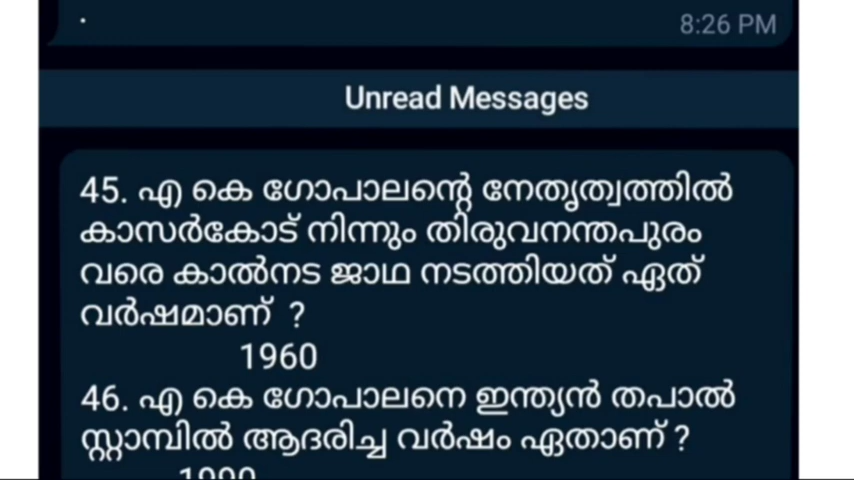 .
8:26 PM
Unread Messages
45. എ കെ ഗോപാലന്റെ നേതൃത്വത്തിൽ
കാസർകോട് നിന്നും തിരുവനന്തപുരം
വരെ കാൽനട ജാഥ നടത്തിയത് ഏത്
വർഷമാണ് ?
1960
46. എ കെ ഗോപാലനെ ഇന്ത്യൻ തപാൽ
സ്റ്റാമ്പിൽ ആദരിച്ച വർഷം ഏതാണ് ?